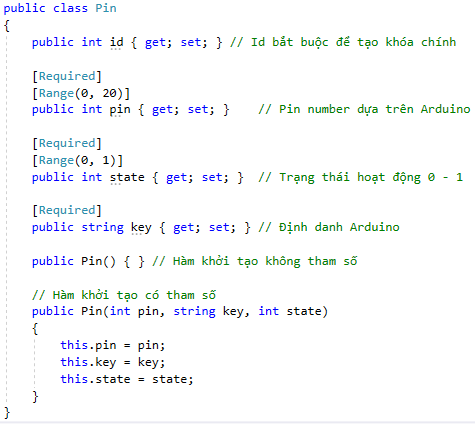 public class Pin
{
public int id { get; set; } // Id bắt buộc để tạo khóa chính
[Required]
[Range(0, 20)]
public int pin { get; set; } // Pin number dựa trên Arduino
[Required]
[Range(0, 1)]
public int state { get; set; } // Trạng thái hoạt động 0 - 1
[Required]
public string key { get; set; } // Định danh Arduino
public Pin() { } // Hàm khởi tạo không tham số
// Hàm khởi tạo có tham số
public Pin(int pin, string key, int state)
{
this.pin = pin;
this.key = key;
this.state = state;
}
}